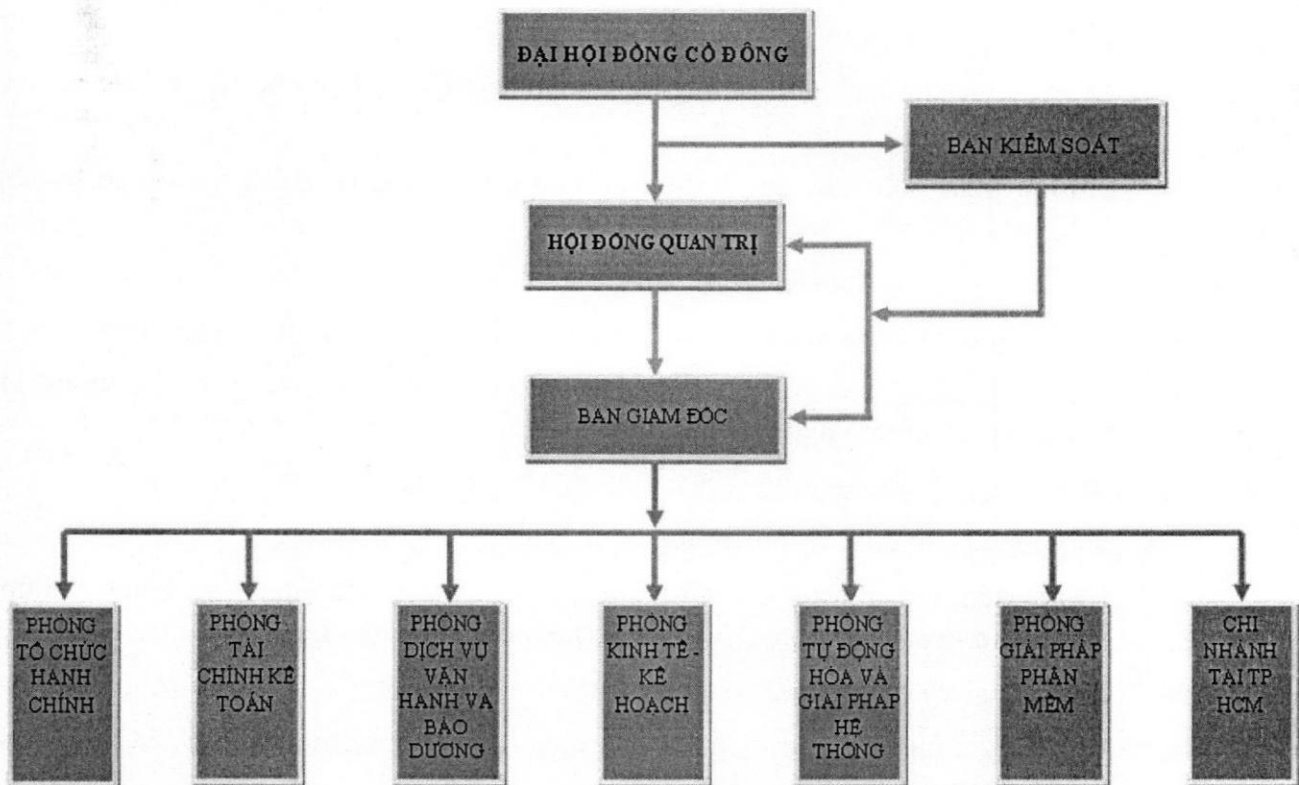 ĐẠI HỘI ĐỒNG CỔ ĐÔNG
BAN KIỂM SOÁT
HỘI ĐỒNG QUẢN TRỊ
BAN GIÁM ĐỐC
PHÒNG
TỔ CHỨC
HÀNH
CHÍNH
PHÒNG
TÀI
CHÍNH KẾ
TOÁN
PHÒNG
DỊCH VỤ
VẬN
HÀNH VÀ
BẢO
DƯỠNG
PHÒNG
KINH TẾ -
KẾ
HOẠCH
PHÒNG
TỰ ĐỘNG
HÓA VÀ
GIẢI PHÁP
HỆ
THỐNG
PHÒNG
GIẢI PHÁP
PHẦN
MỀM
CHI
NHÁNH
TẠI TP
HCM